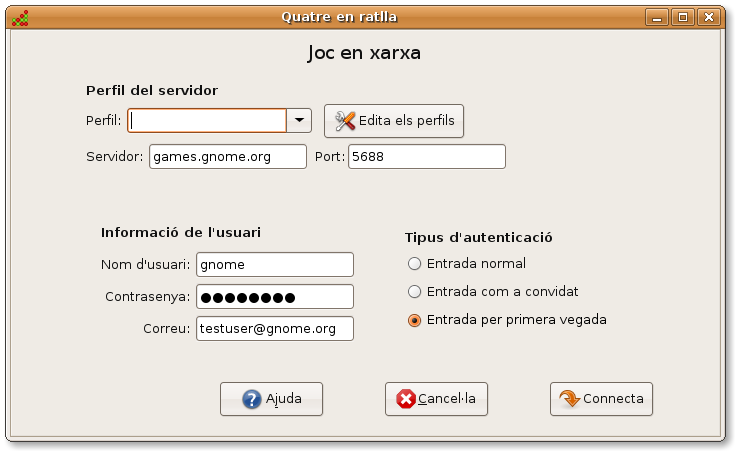 Quatre en ratlla
Joc en xarxa
Perfil del servidor
Perfil: Edita els perfils
Servidor: games.gnome.org Port: 5688
Informació de l'usuari
Nom d'usuari: gnome
Contrasenya: ●●●●●●●●
Correu: testuser@gnome.org
Tipus d'autenticació
Entrada normal
Entrada com a convidat
Entrada per primera vegada
Ajuda Cancel·la Connecta